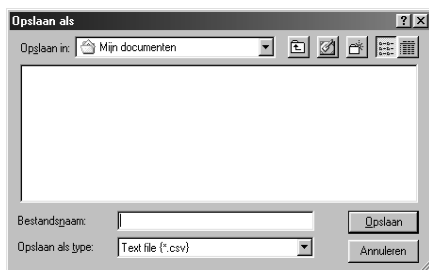 Opslaan als
Opslaan in: Mijn documenten
Bestandsnaam: Opslaan
Opslaan als type: Text file (*.csv) Annuleren